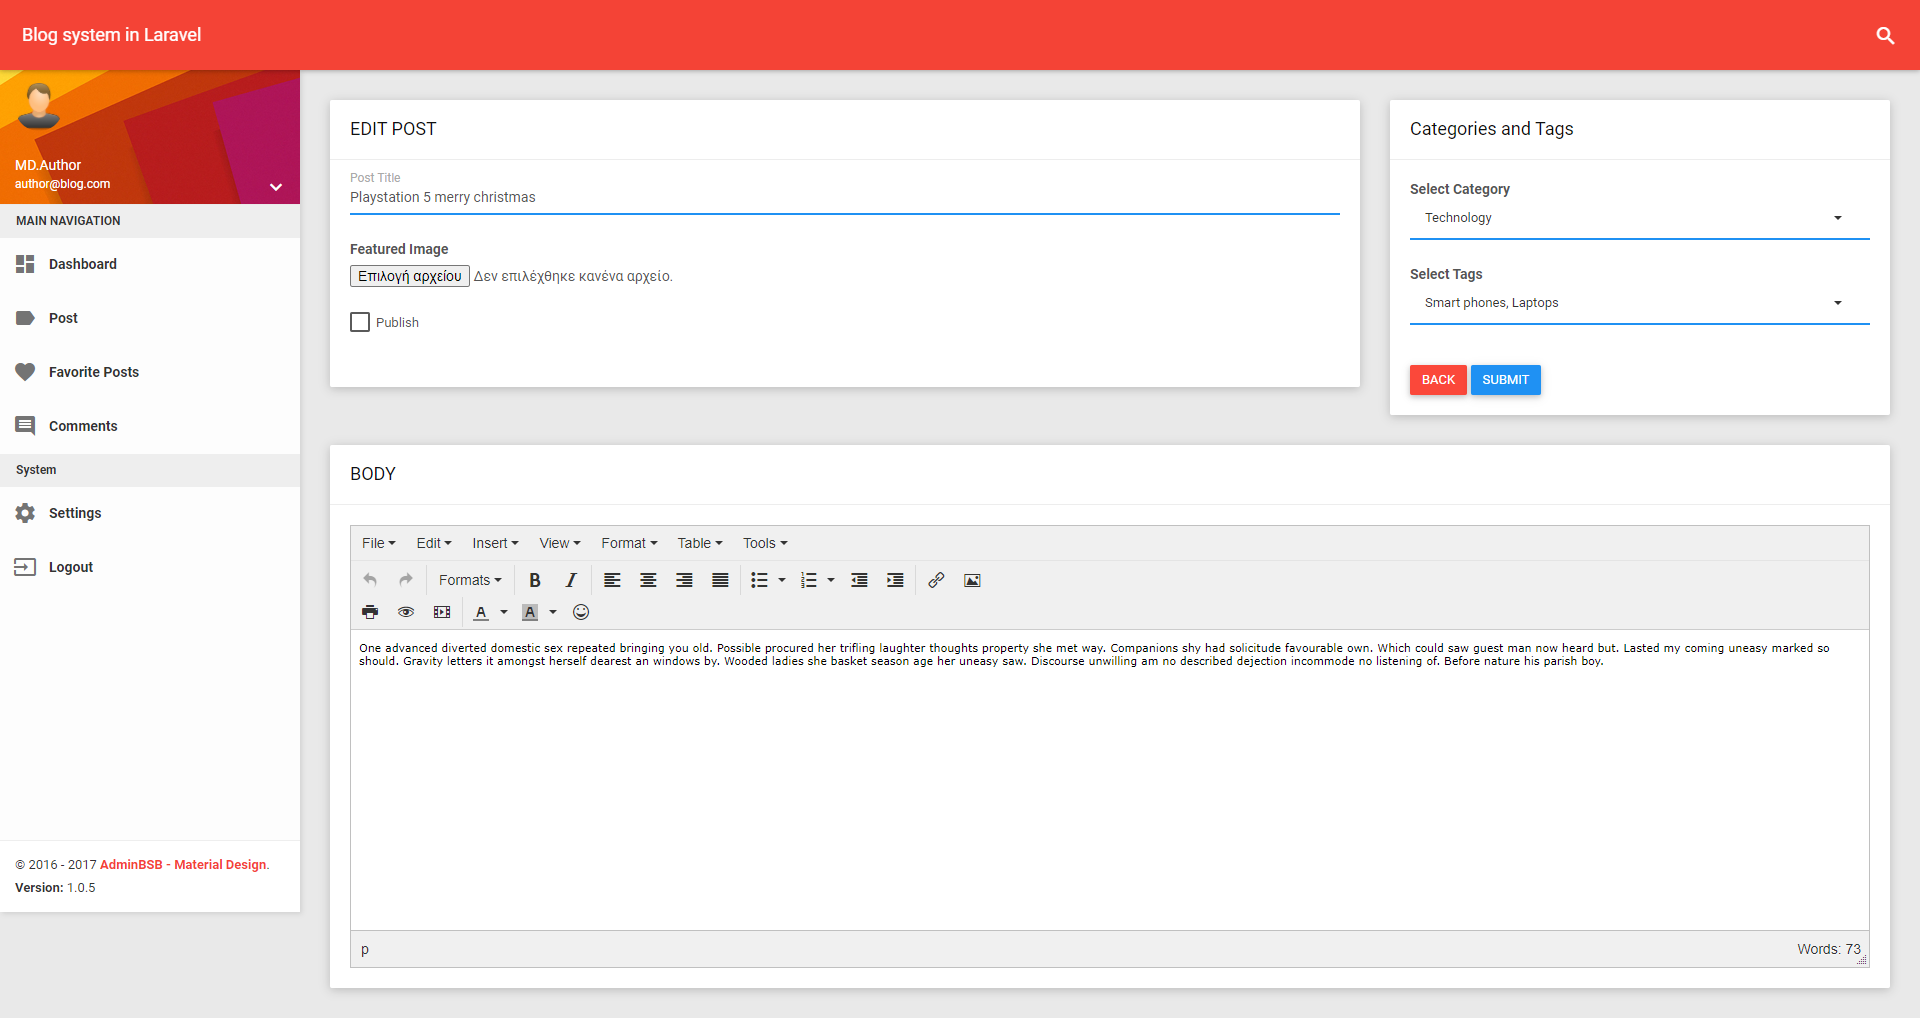 Blog system in Laravel
MD.Author
author@blog.com
MAIN NAVIGATION
Dashboard
Post
Favorite Posts
Comments
System
Settings
Logout
© 2016 - 2017 AdminBSB - Material Design.
Version: 1.0.5
EDIT POST
Post Title
Playstation 5 merry christmas
Featured Image
Επιλογή αρχείου Δεν επιλέχθηκε κανένα αρχείο.
Publish
Categories and Tags
Select Category
Technology
Select Tags
Smart phones, Laptops
BACK SUBMIT
BODY
File Edit Insert View Format Table Tools
Formats B I
A A
One advanced diverted domestic sex repeated bringing you old. Possible procured her trifling laughter thoughts property she met way. Companions shy had solicitude favourable own. Which could saw guest man now heard but. Lasted my coming uneasy marked so
should. Gravity letters it amongst herself dearest an windows by. Wooded ladies she basket season age her uneasy saw. Discourse unwilling am no described dejection incommode no listening of. Before nature his parish boy.
p Words: 73